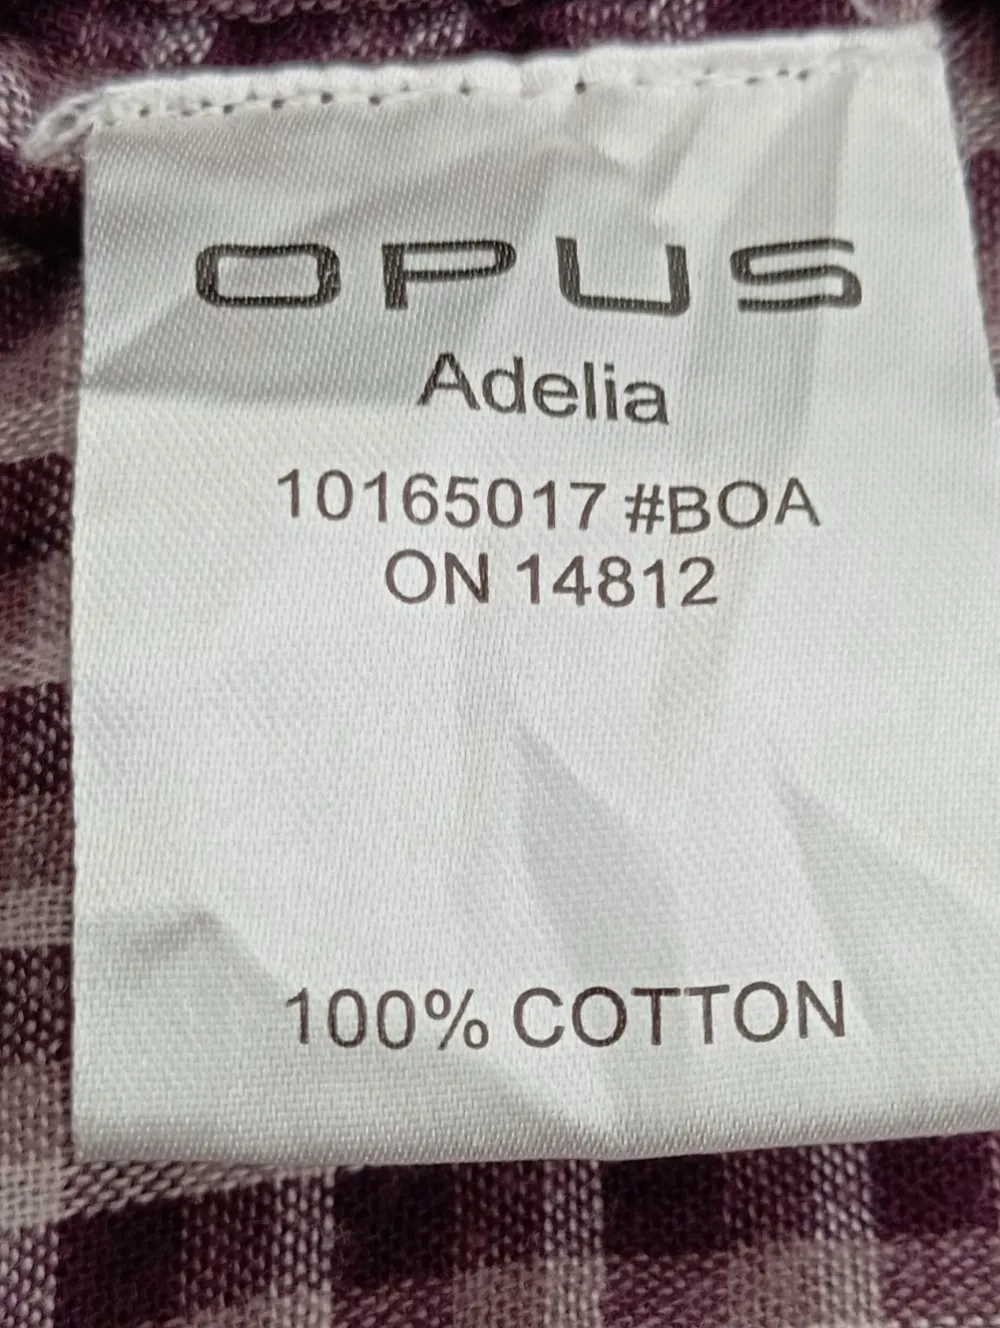 OPUS
Adelia
10165017 #BOA
ON 14812
100% COTTON